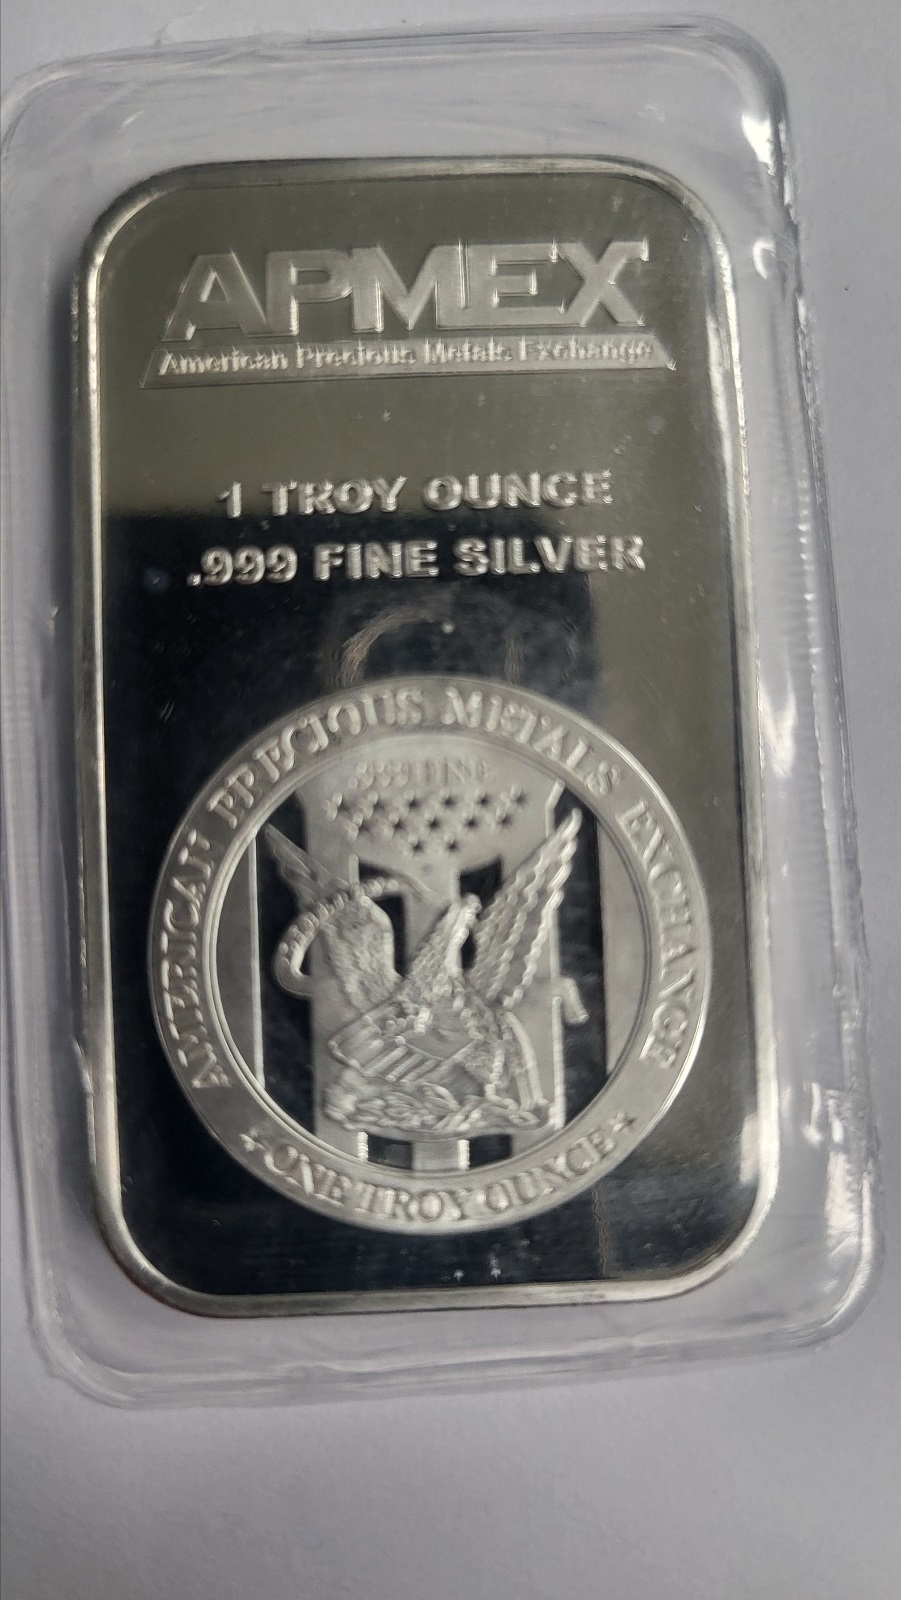 APMEX
American Precious Metals Exchange
1 TROY OUNCE
.999 FINE SILVER
AMERICAN PRECIOUS METALS EXCHANGE
.999 FINE
ONE TROY OUNCE